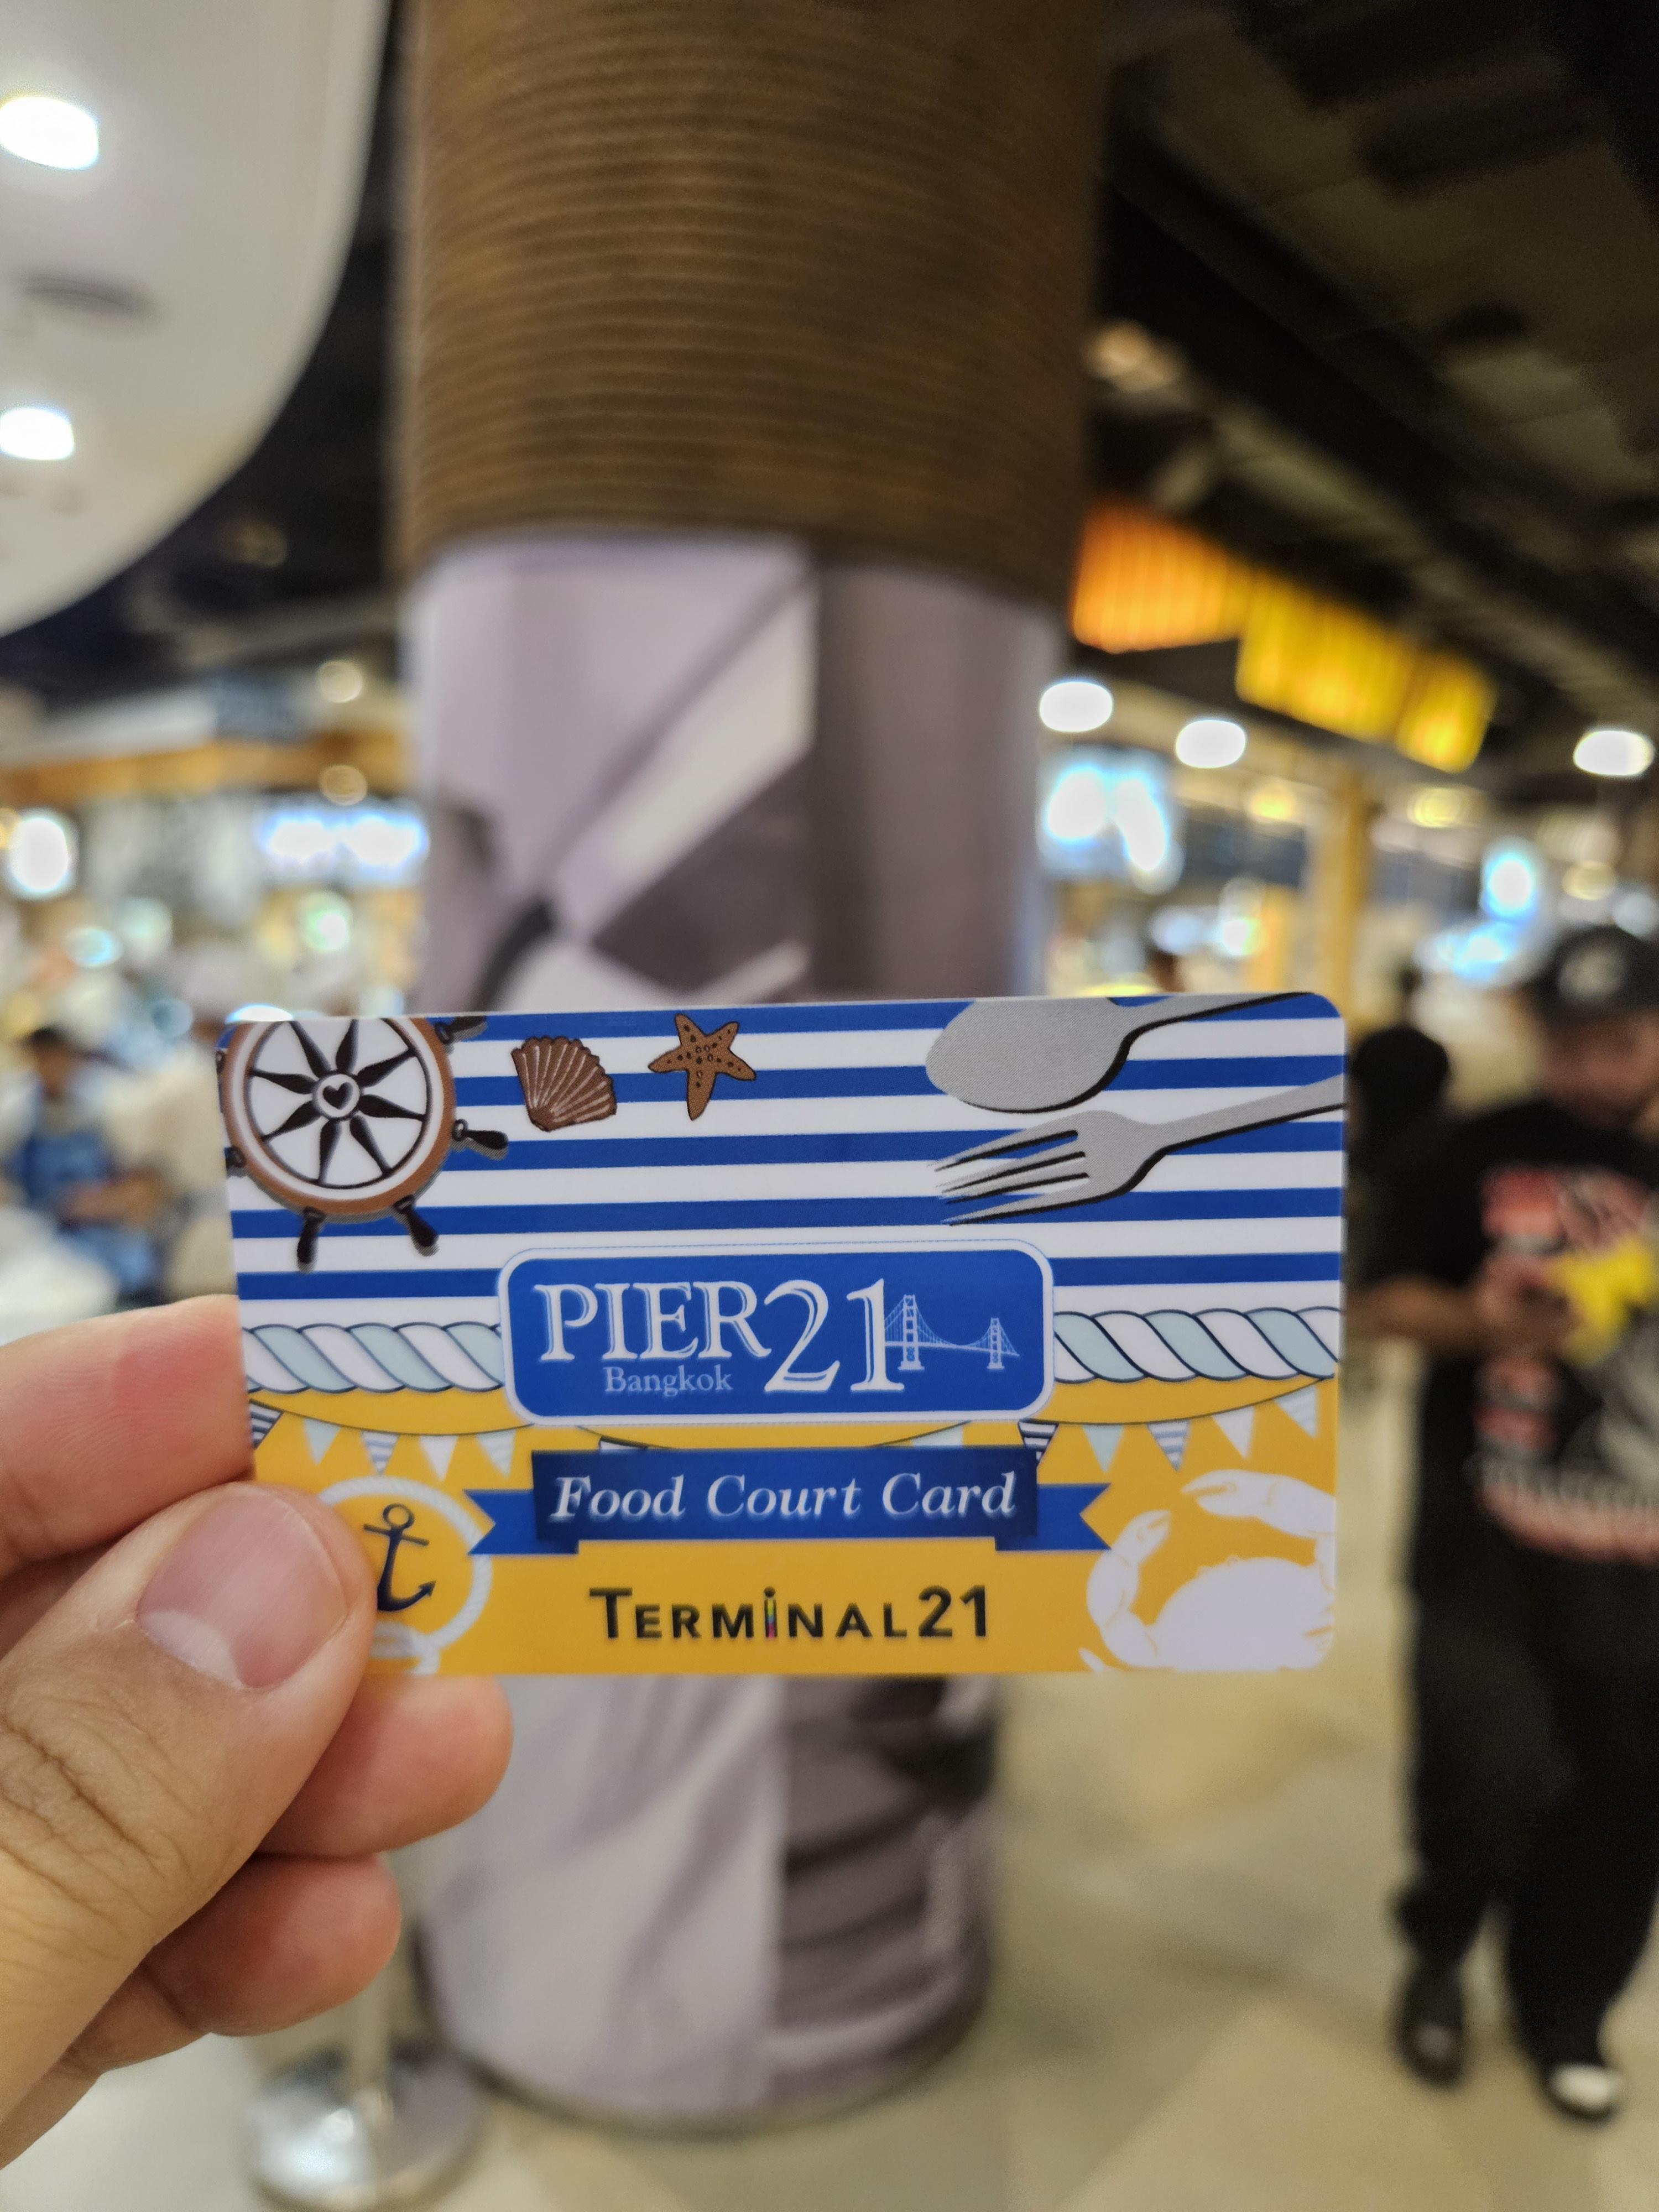 PIER21
Bangkok
Food Court Card
TERMINAL21